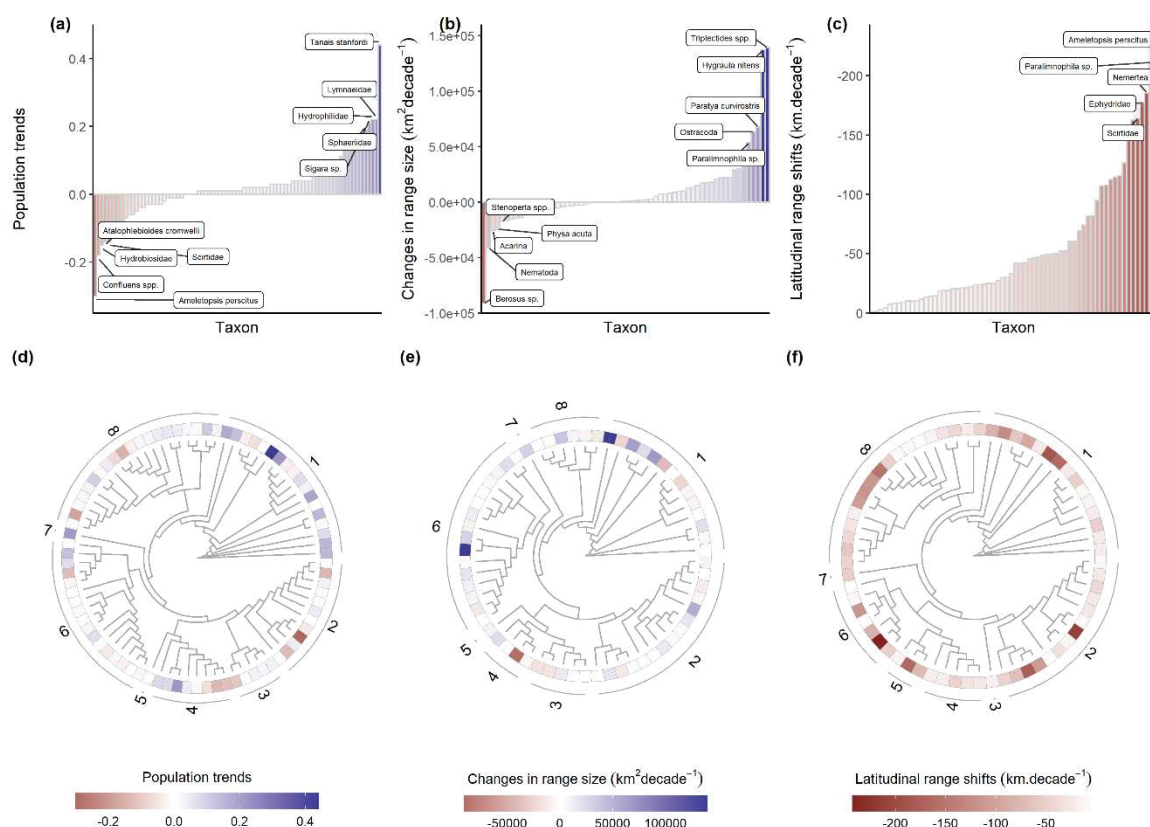 (a)
Population trends
0.4
0.2
0.0
-0.2
Tanais stanfordi
Lymnaeidae
Hydrophilidae
Sphaeriidae
Sigara sp.
Atalophlebioides cromwelli
Hydrobiosidae
Scirtidae
Confluens spp.
Ameletopsis perscitus
Taxon
(b)
Changes in range size (km² decade⁻¹)
1.5e+05
1.0e+05
5.0e+04
0.0e+00
-5.0e+04
-1.0e+05
Triplectides spp.
Hygraula nitens
Paratya curvirostris
Ostracoda
Paralimnophila sp.
Stenoperla spp.
Physa acuta
Acarina
Nematoda
Berosus sp.
Taxon
(c)
Latitudinal range shifts (km.decade⁻¹)
-200
-150
-100
-50
0
Ameletopsis perscitus
Paralimnophila sp.
Nemertea
Ephydridae
Scirtidae
Taxon
(d)
8
1
7
2
6
3
5
4
Population trends
-0.2 0.0 0.2 0.4
(e)
8
7
1
6
2
5
4
3
Changes in range size (km²decade⁻¹)
-50000 0 50000 100000
(f)
1
8
7
2
6
5
3
4
Latitudinal range shifts (km.decade⁻¹)
-200 -150 -100 -50